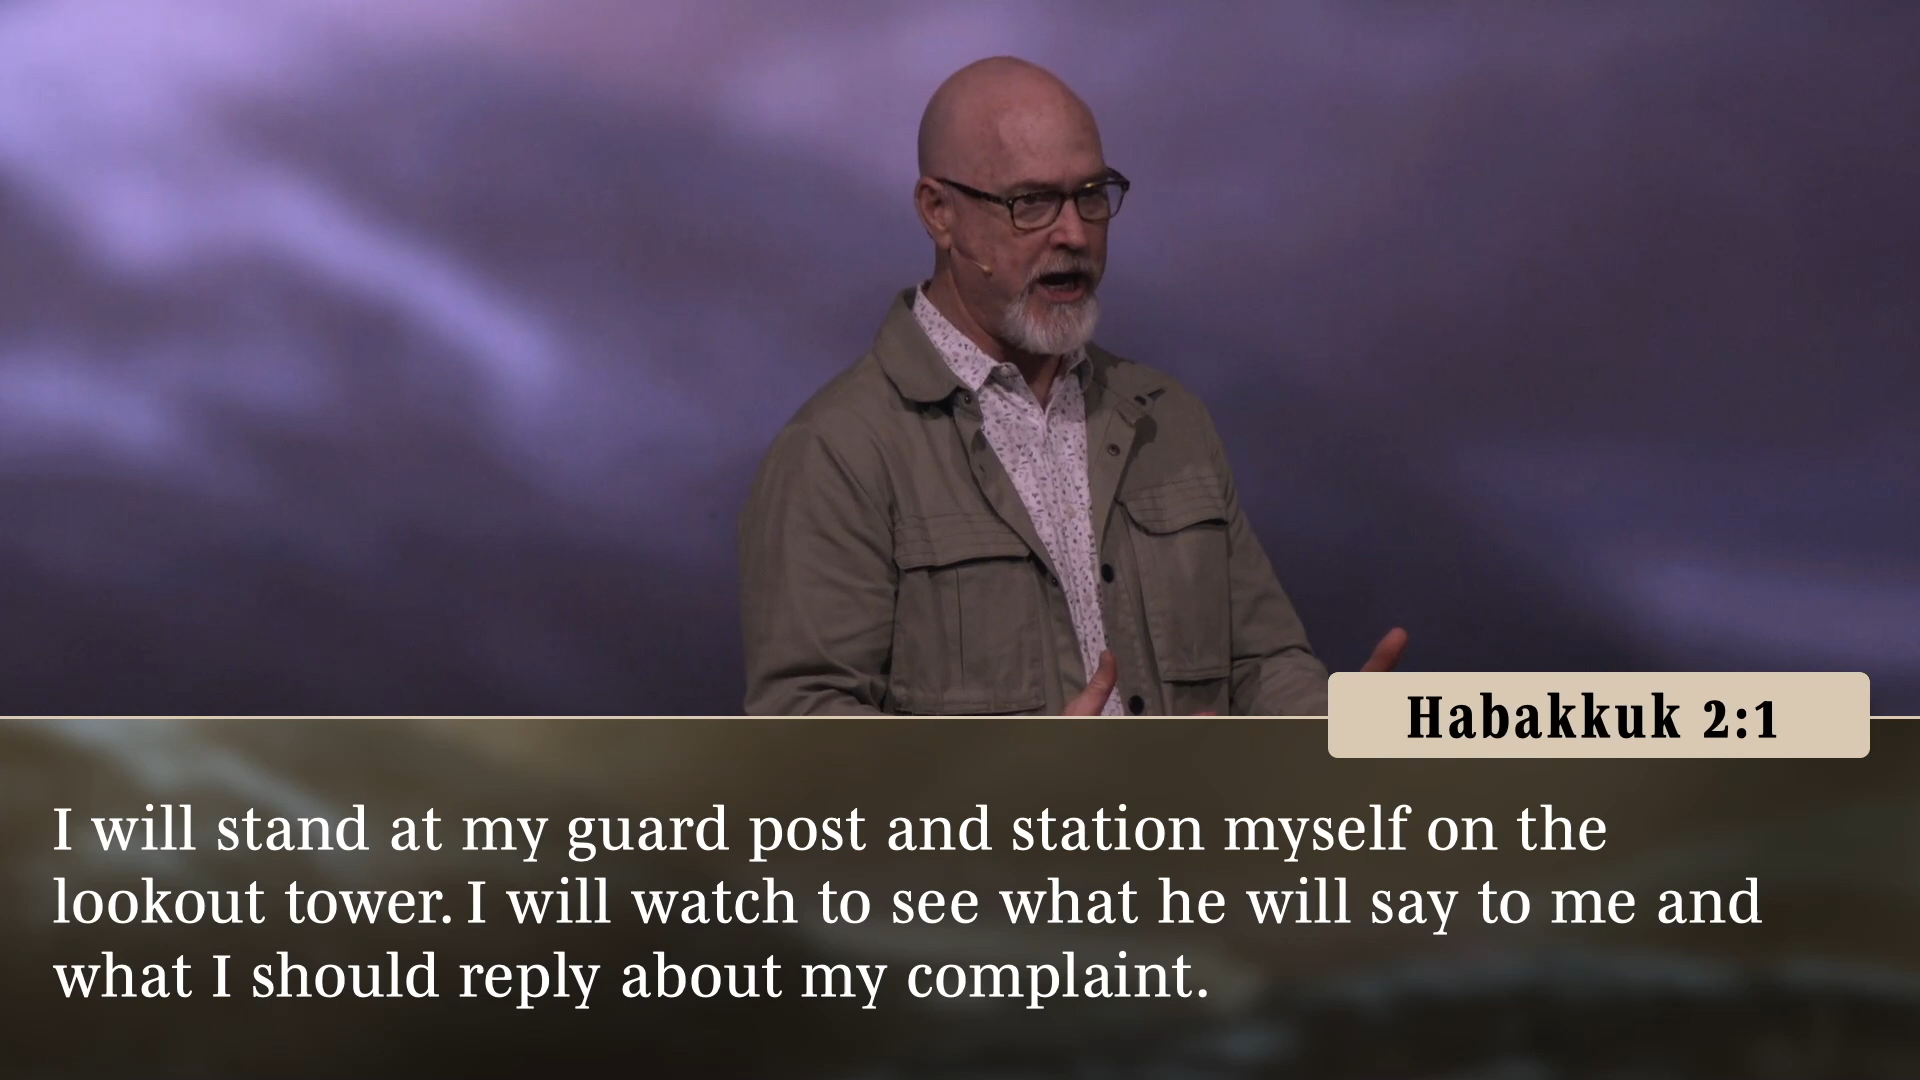 Habakkuk 2:1
I will stand at my guard post and station myself on the
lookout tower. I will watch to see what he will say to me and
what I should reply about my complaint.